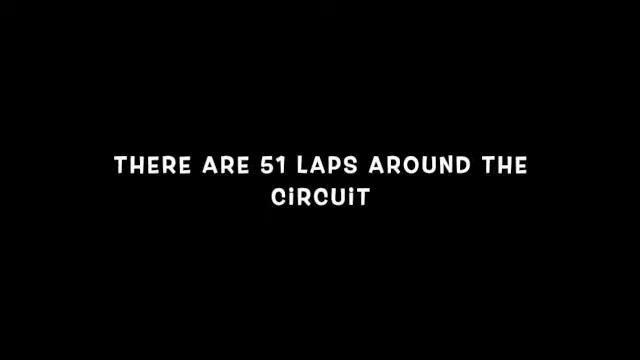 THERE ARE 51 LAPS AROUND THE
CiRCUiT